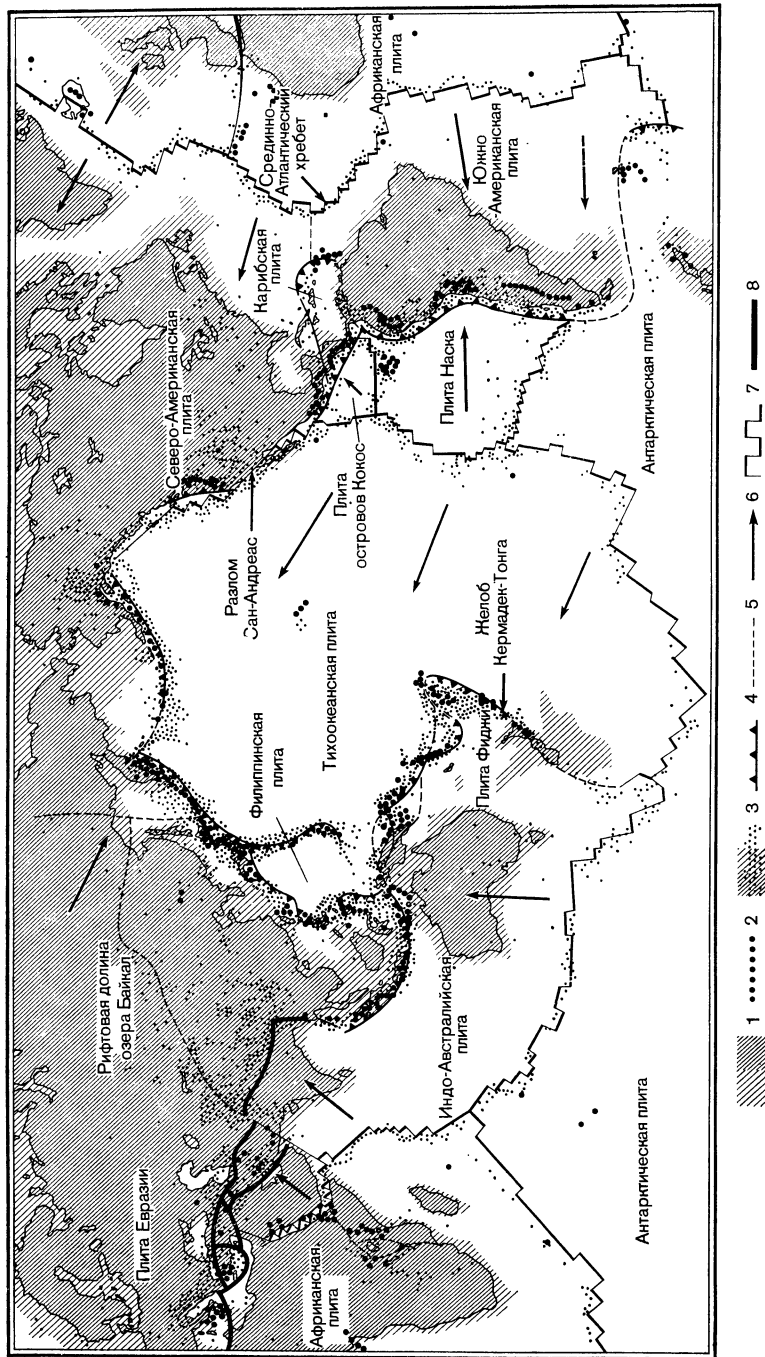 Плита Евразии
Рифтовая долина
озера Байкал
Африканская
плита
Индо-Австралийская
плита
Антарктическая плита
Филиппинская
плита
Тихоокеанская плита
Плита Фиджи
Желоб
Кермадек-Тонга
Разлом
Сан-Андреас
Северо-Американская
плита
Плита
островов Кокос
Карибская
плита
Плита Наска
Антарктическая плита
Срединно
Атлантический
хребет
Африканская
плита
Южно-
Американская
плита
1 2 3 4 5 6 7 8